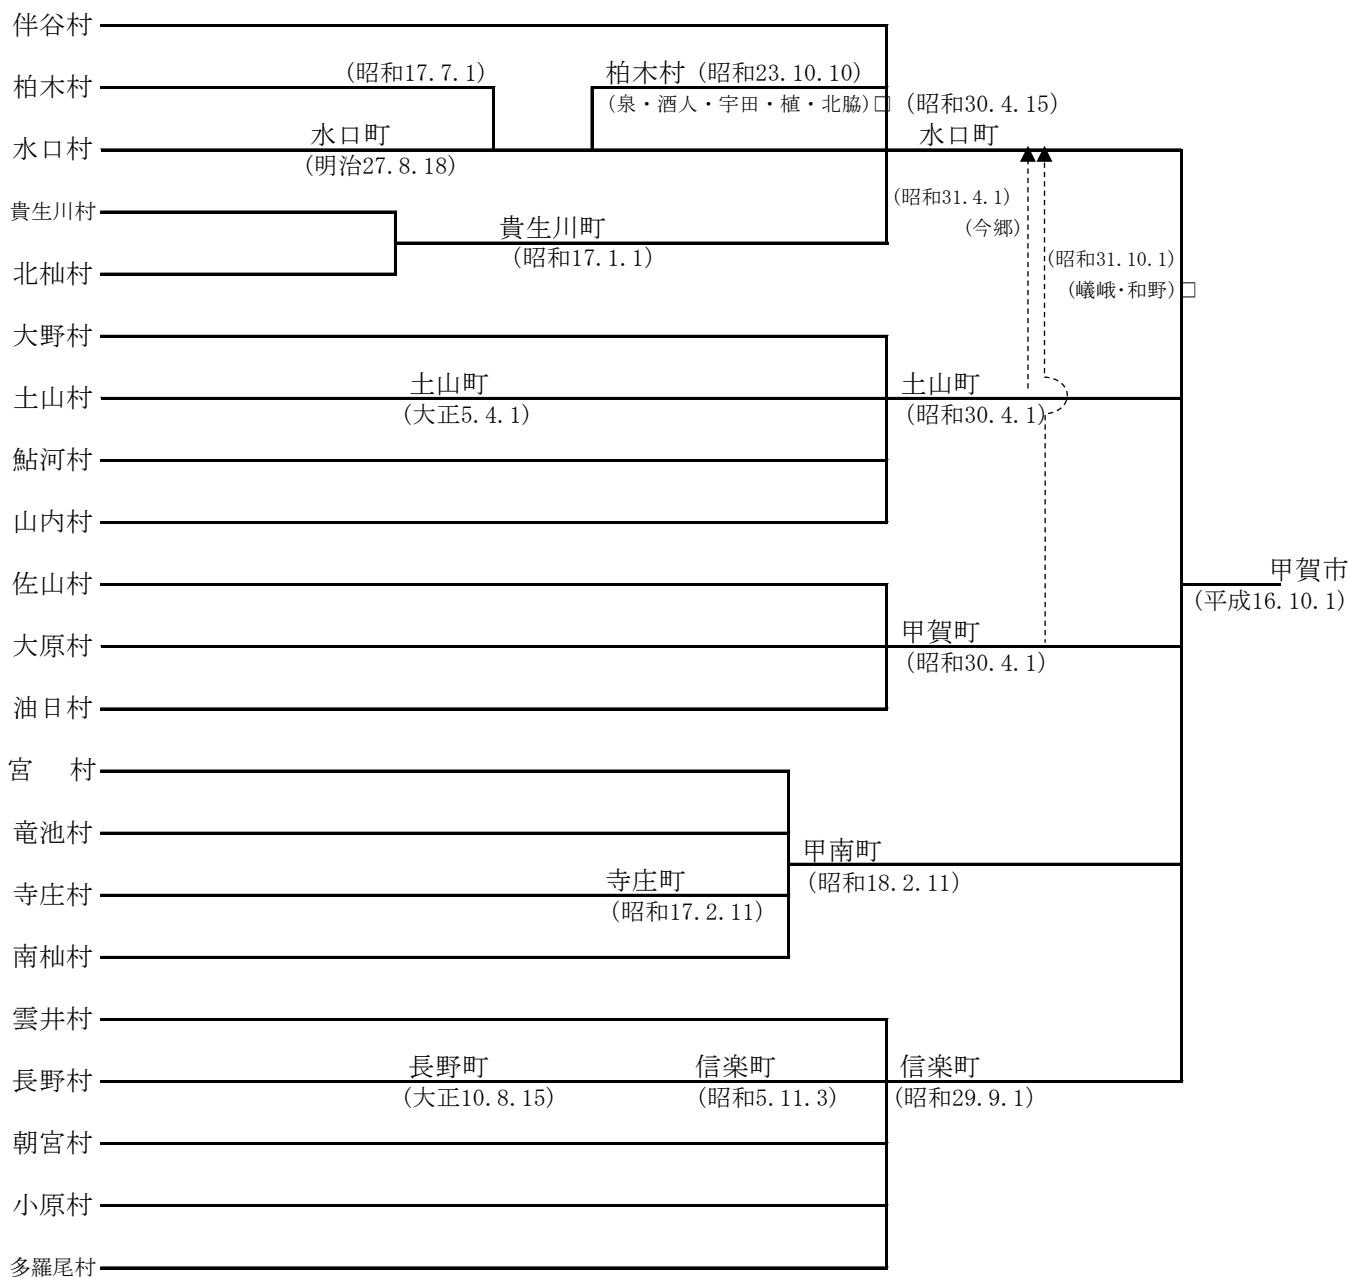 伴谷村
柏木村
(昭和17.7.1)
柏木村 (昭和23.10.10)
(泉・酒人・宇田・植・北脇)□
(昭和30.4.15)
水口村
水口町
(明治27.8.18)
水口町
貴生川村
貴生川町
(昭和17.1.1)
(昭和31.4.1)
(今郷)
北杣村
(昭和31.10.1)
(嶬峨・和野)□
大野村
土山村
土山町
(大正5.4.1)
土山町
(昭和30.4.1)
鮎河村
山内村
佐山村
甲賀市
(平成16.10.1)
大原村
甲賀町
(昭和30.4.1)
油日村
宮 村
竜池村
甲南町
(昭和18.2.11)
寺庄村
寺庄町
(昭和17.2.11)
南杣村
雲井村
長野村
長野町
(大正10.8.15)
信楽町
(昭和5.11.3)
信楽町
(昭和29.9.1)
朝宮村
小原村
多羅尾村